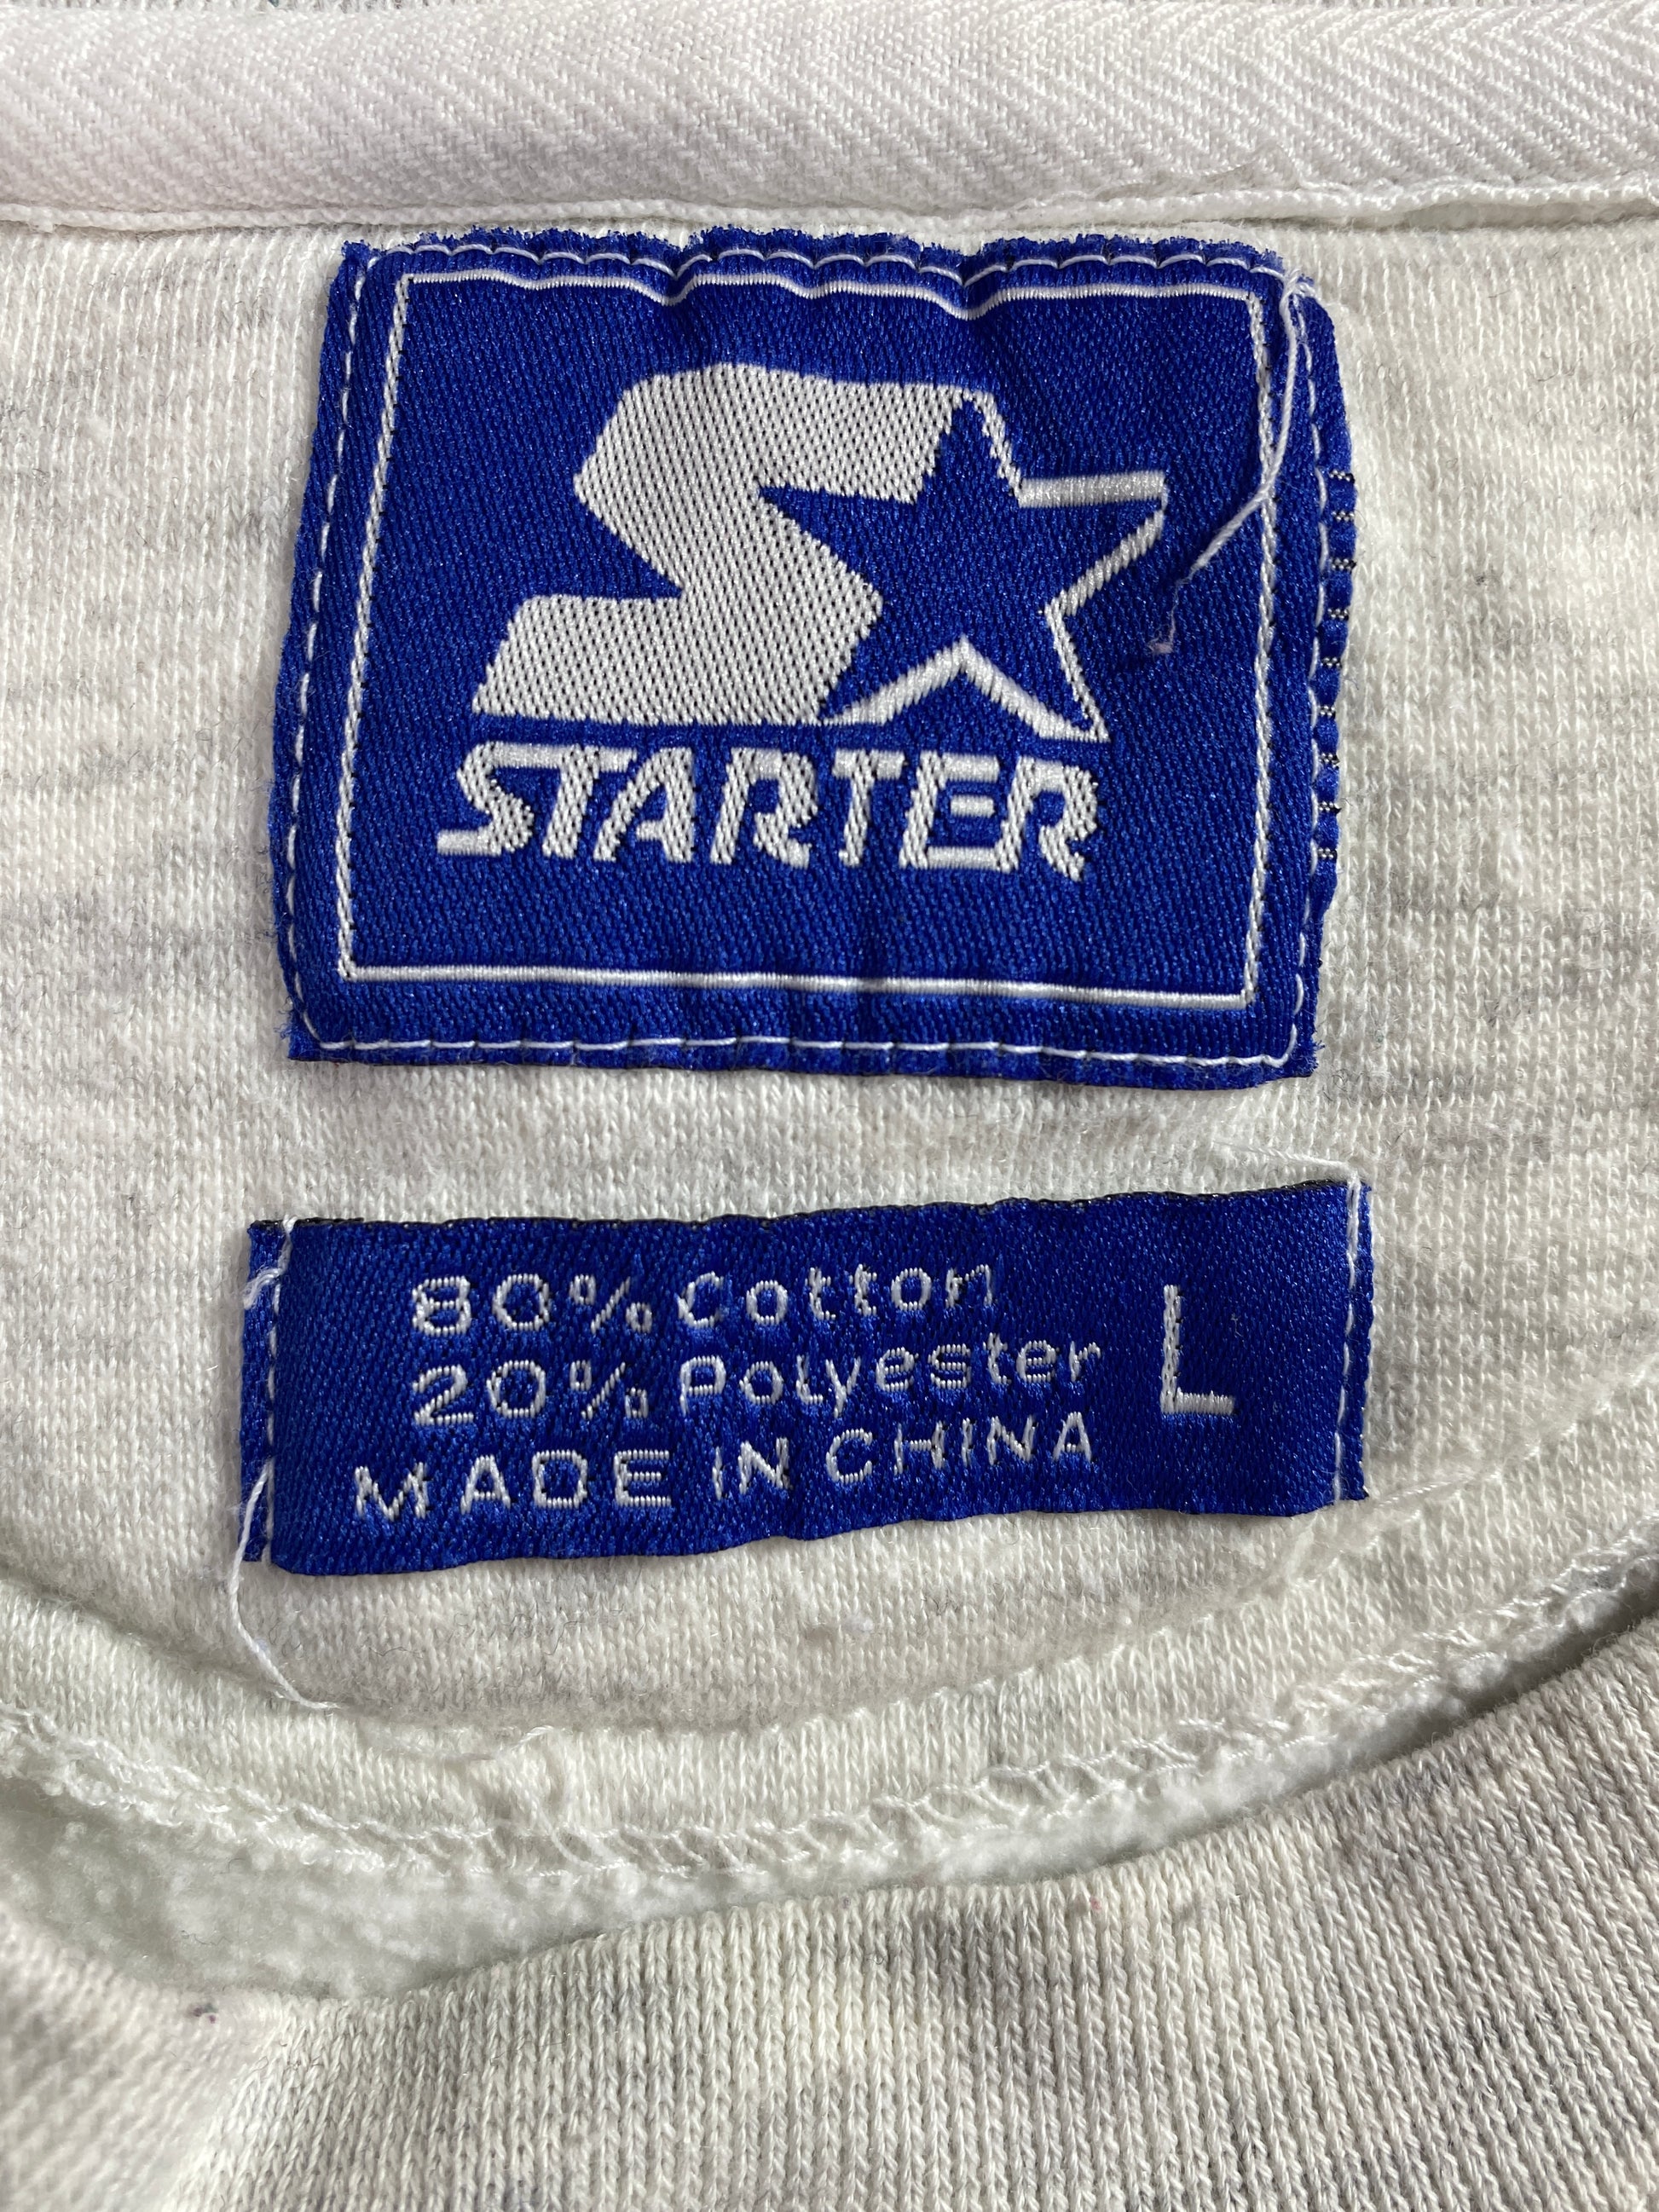 STARTER
80% Cotton
20% Polyester
MADE IN CHINA
L